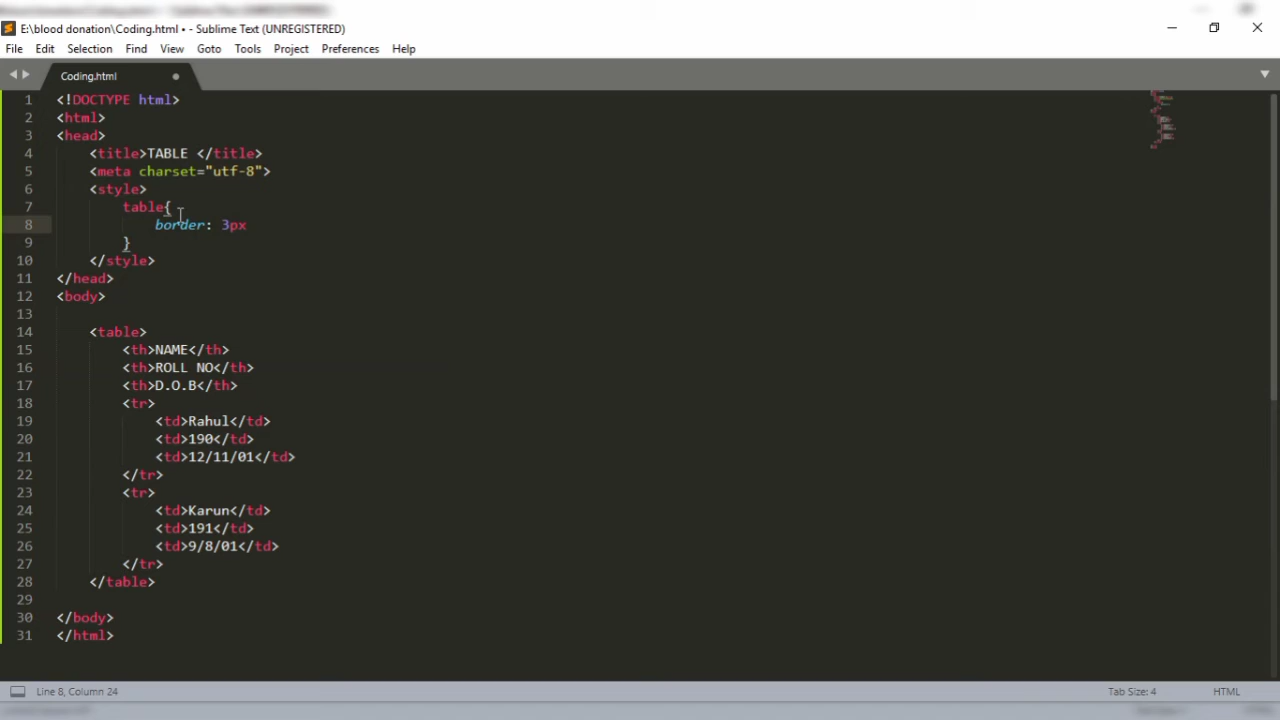 E:\blood donation\Coding.html • - Sublime Text (UNREGISTERED)
File Edit Selection Find View Goto Tools Project Preferences Help
Coding.html
1 <!DOCTYPE html>
2 <html>
3 <head>
4 <title>TABLE </title>
5 <meta charset="utf-8">
6 <style>
7 table{
8 border: 3px
9 }
10 </style>
11 </head>
12 <body>
13
14 <table>
15 <th>NAME</th>
16 <th>ROLL NO</th>
17 <th>D.O.B</th>
18 <tr>
19 <td>Rahul</td>
20 <td>190</td>
21 <td>12/11/01</td>
22 </tr>
23 <tr>
24 <td>Karun</td>
25 <td>191</td>
26 <td>9/8/01</td>
27 </tr>
28 </table>
29
30 </body>
31 </html>
Line 8, Column 24 Tab Size: 4 HTML